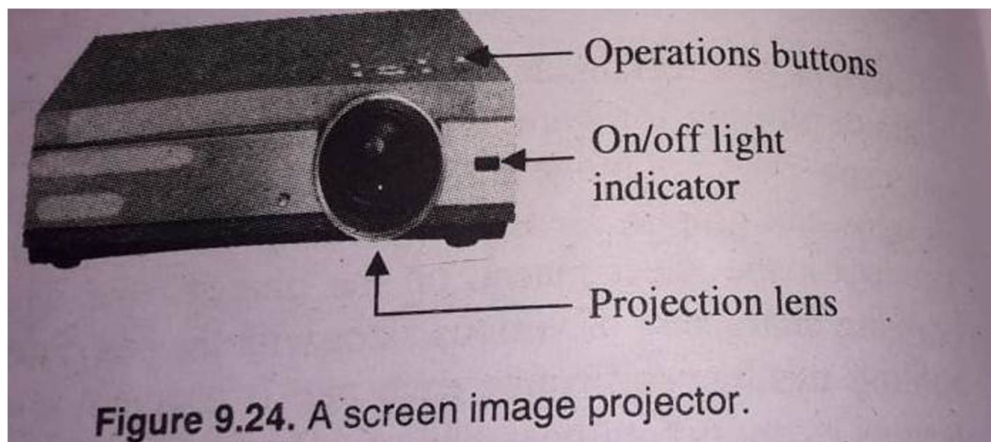 Operations buttons
On/off light
indicator
Projection lens
Figure 9.24. A screen image projector.